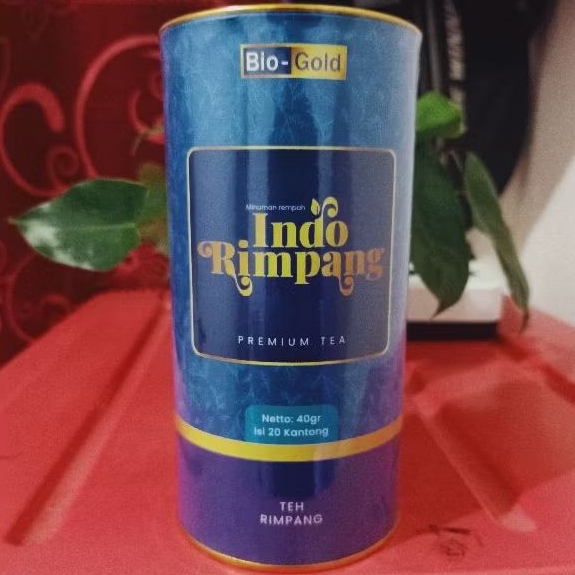 Bio-Gold
Minuman rempah
Indo
Rimpang
PREMIUM TEA
Netto: 40gr
isi 20 Kantong
TEH
RIMPANG